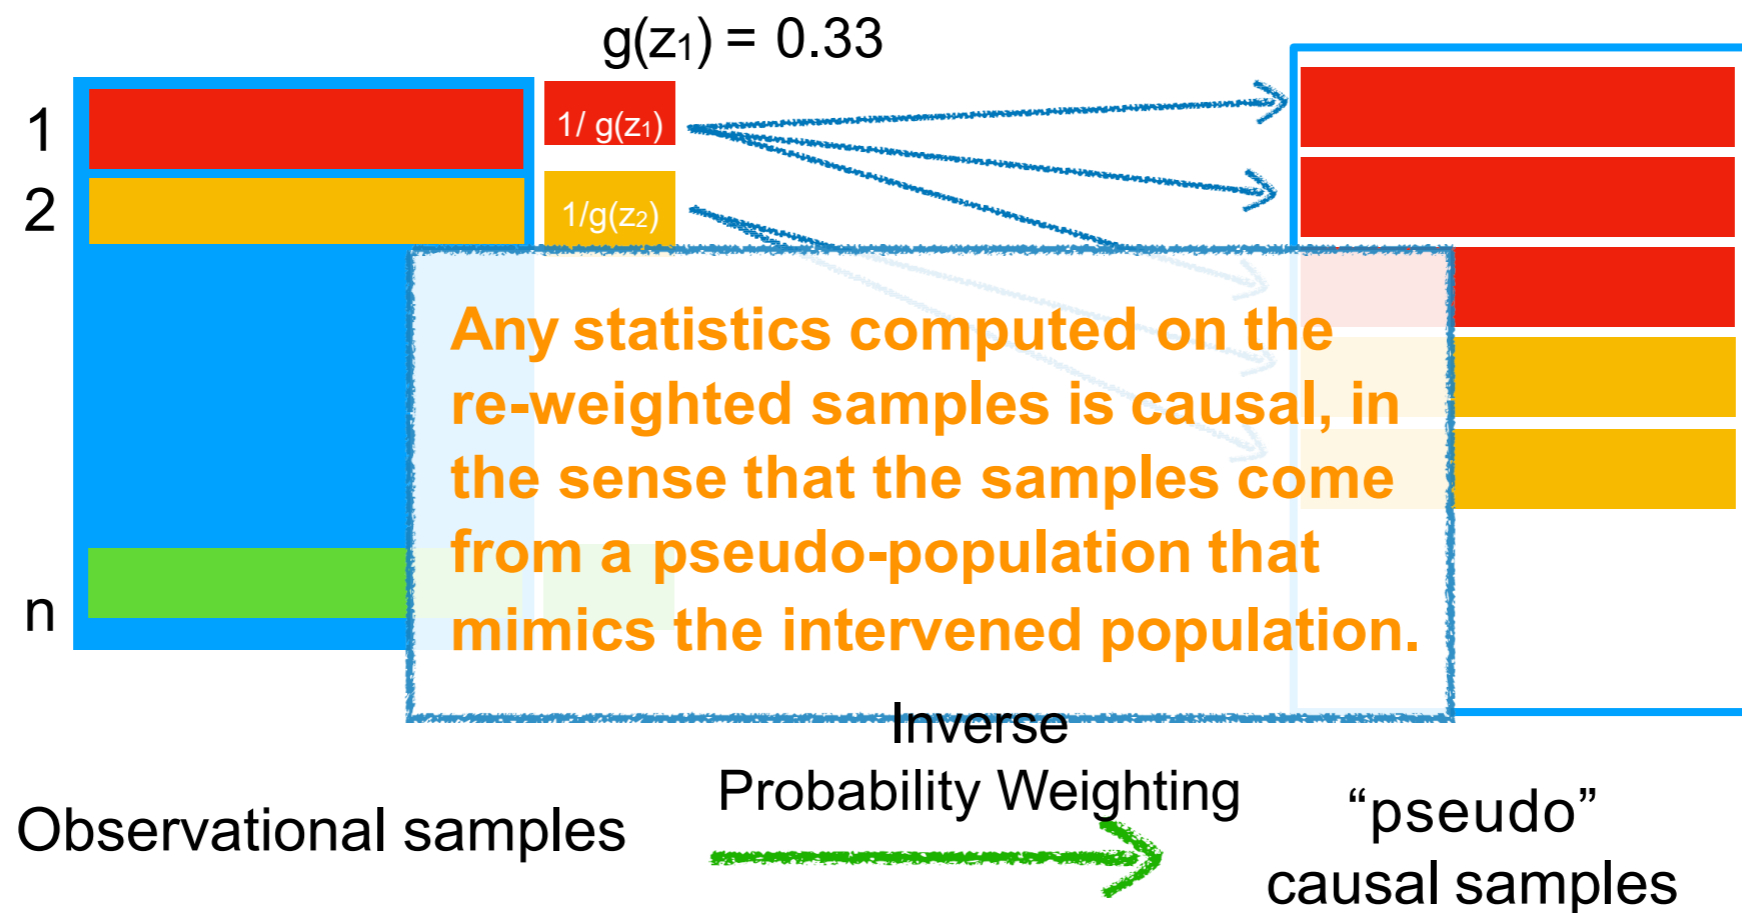 g(z₁) = 0.33
1
1/ g(z₁)
2
1/g(z₂)
Any statistics computed on the
re-weighted samples is causal, in
the sense that the samples come
from a pseudo-population that
mimics the intervened population.
n
Inverse
Probability Weighting
Observational samples
“pseudo”
causal samples